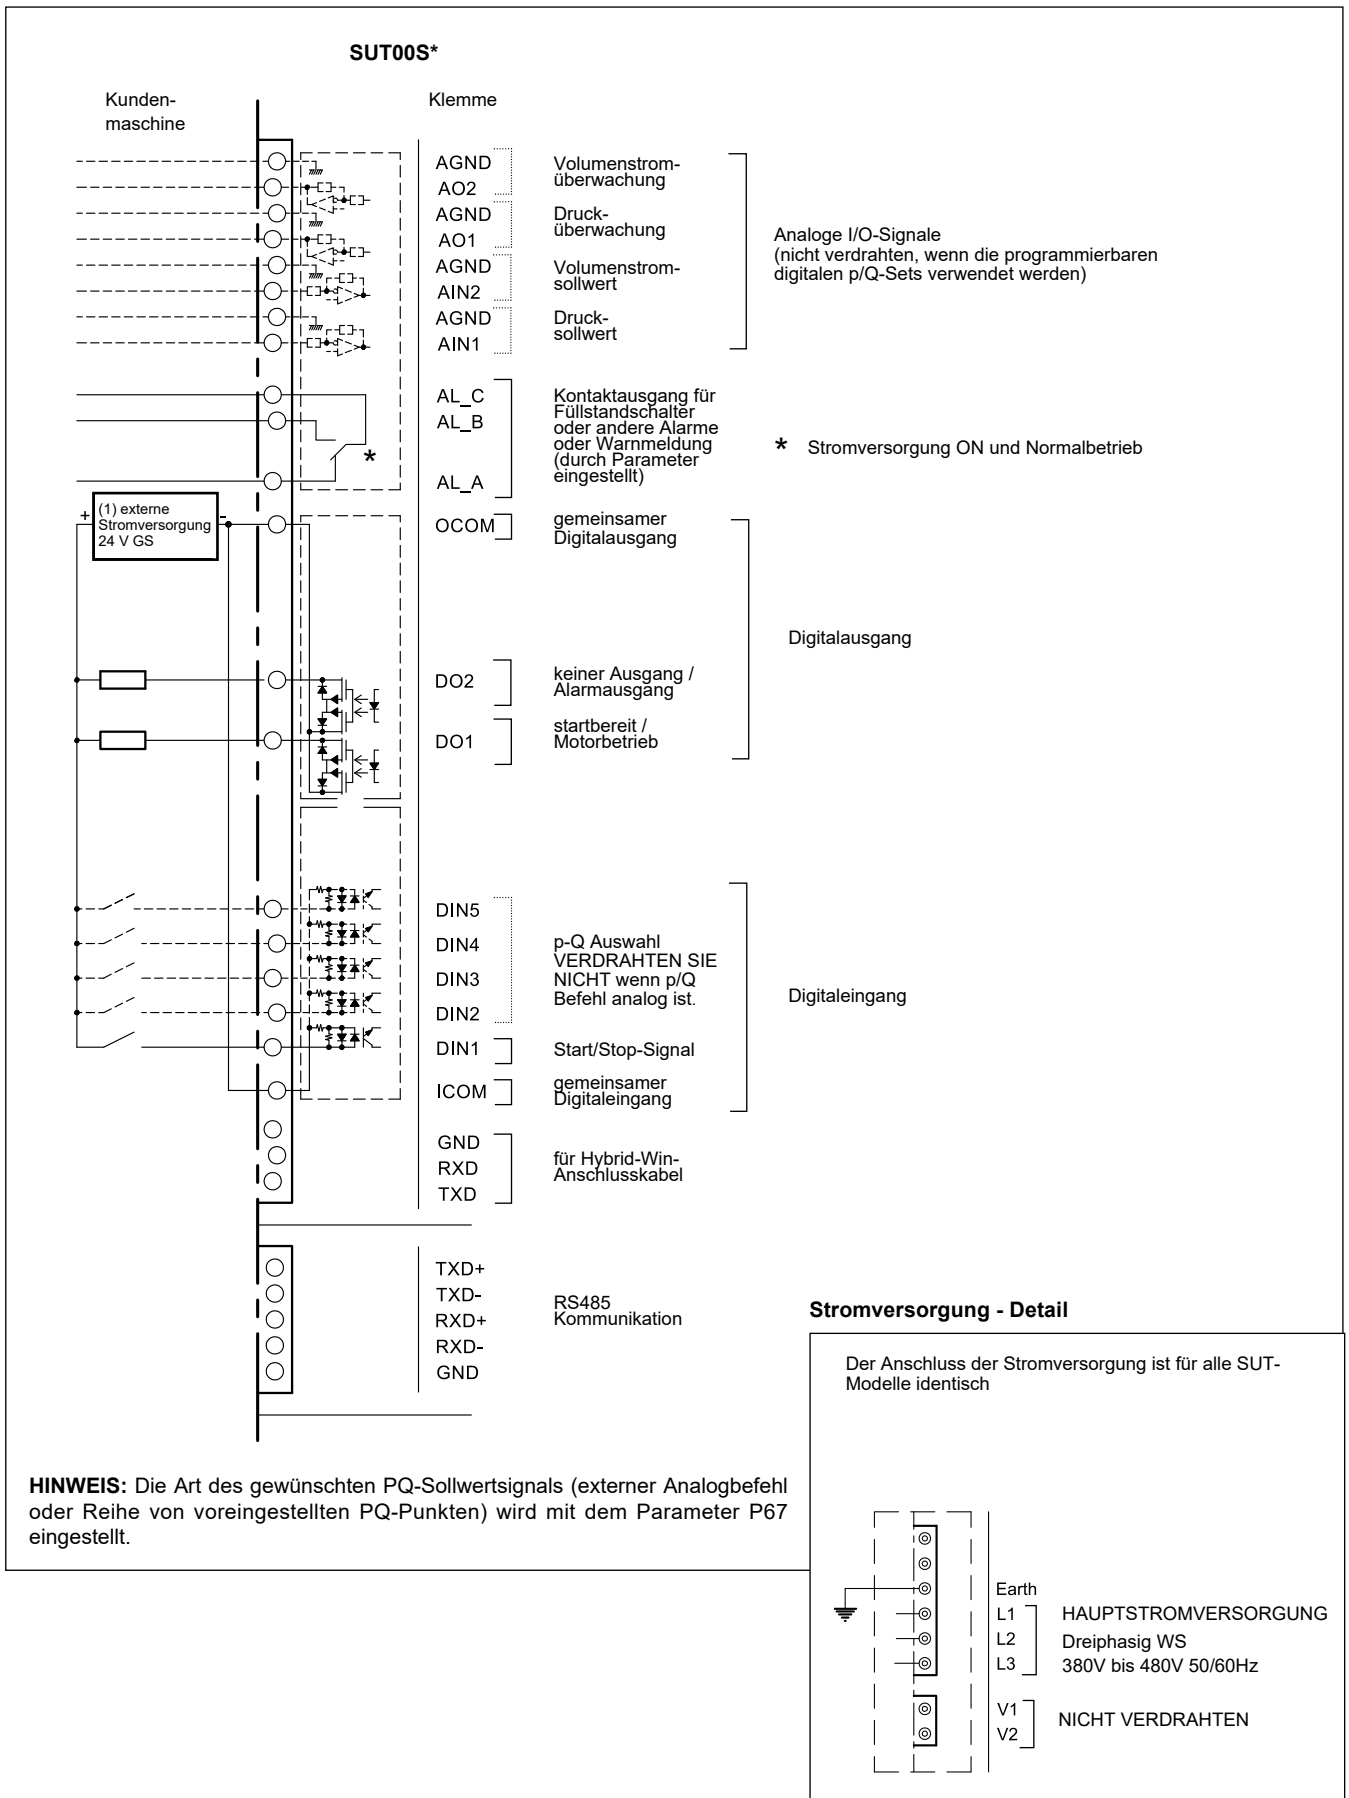 SUT00S*
Kunden-
maschine
Klemme
AGND
AO2
Volumenstrom-
überwachung
AGND
AO1
Druck-
überwachung
AGND
AIN2
Volumenstrom-
sollwert
AGND
AIN1
Druck-
sollwert
Analoge I/O-Signale
(nicht verdrahten, wenn die programmierbaren
digitalen p/Q-Sets verwendet werden)
AL_C
AL_B
AL_A
Kontaktausgang für
Füllstandschalter
oder andere Alarme
oder Warnmeldung
(durch Parameter
eingestellt)
*
* Stromversorgung ON und Normalbetrieb
+
(1) externe
Stromversorgung
24 V GS
-
OCOM
gemeinsamer
Digitalausgang
Digitalausgang
DO2
keiner Ausgang /
Alarmausgang
DO1
startbereit /
Motorbetrieb
DIN5
DIN4
DIN3
DIN2
p-Q Auswahl
VERDRAHTEN SIE
NICHT wenn p/Q
Befehl analog ist.
Digitaleingang
DIN1
Start/Stop-Signal
ICOM
gemeinsamer
Digitaleingang
GND
RXD
TXD
für Hybrid-Win-
Anschlusskabel
TXD+
TXD-
RXD+
RXD-
GND
RS485
Kommunikation
HINWEIS: Die Art des gewünschten PQ-Sollwertsignals (externer Analogbefehl
oder Reihe von voreingestellten PQ-Punkten) wird mit dem Parameter P67
eingestellt.
Stromversorgung - Detail
Der Anschluss der Stromversorgung ist für alle SUT-
Modelle identisch
Earth
L1
L2
L3
HAUPTSTROMVERSORGUNG
Dreiphasig WS
380V bis 480V 50/60Hz
V1
V2
NICHT VERDRAHTEN